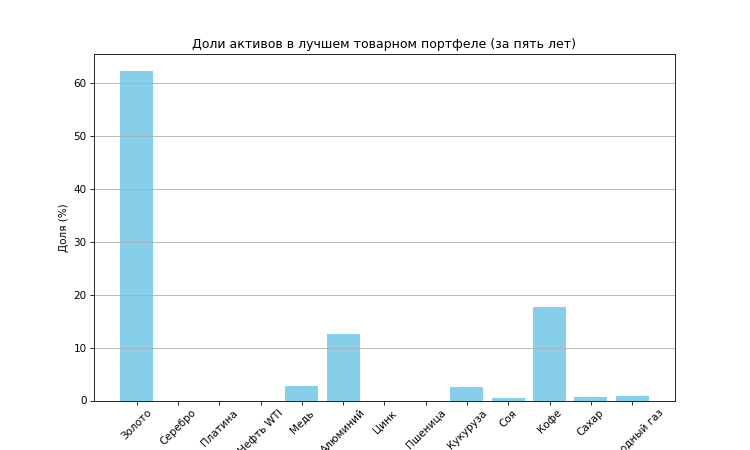 Доли активов в лучшем товарном портфеле (за пять лет)
Доля (%)
60
50
40
30
20
10
0
Золото
Серебро
Платина
Нефть WTI
Медь
Алюминий
Цинк
Пшеница
Кукуруза
Соя
Кофе
Сахар
одный газ